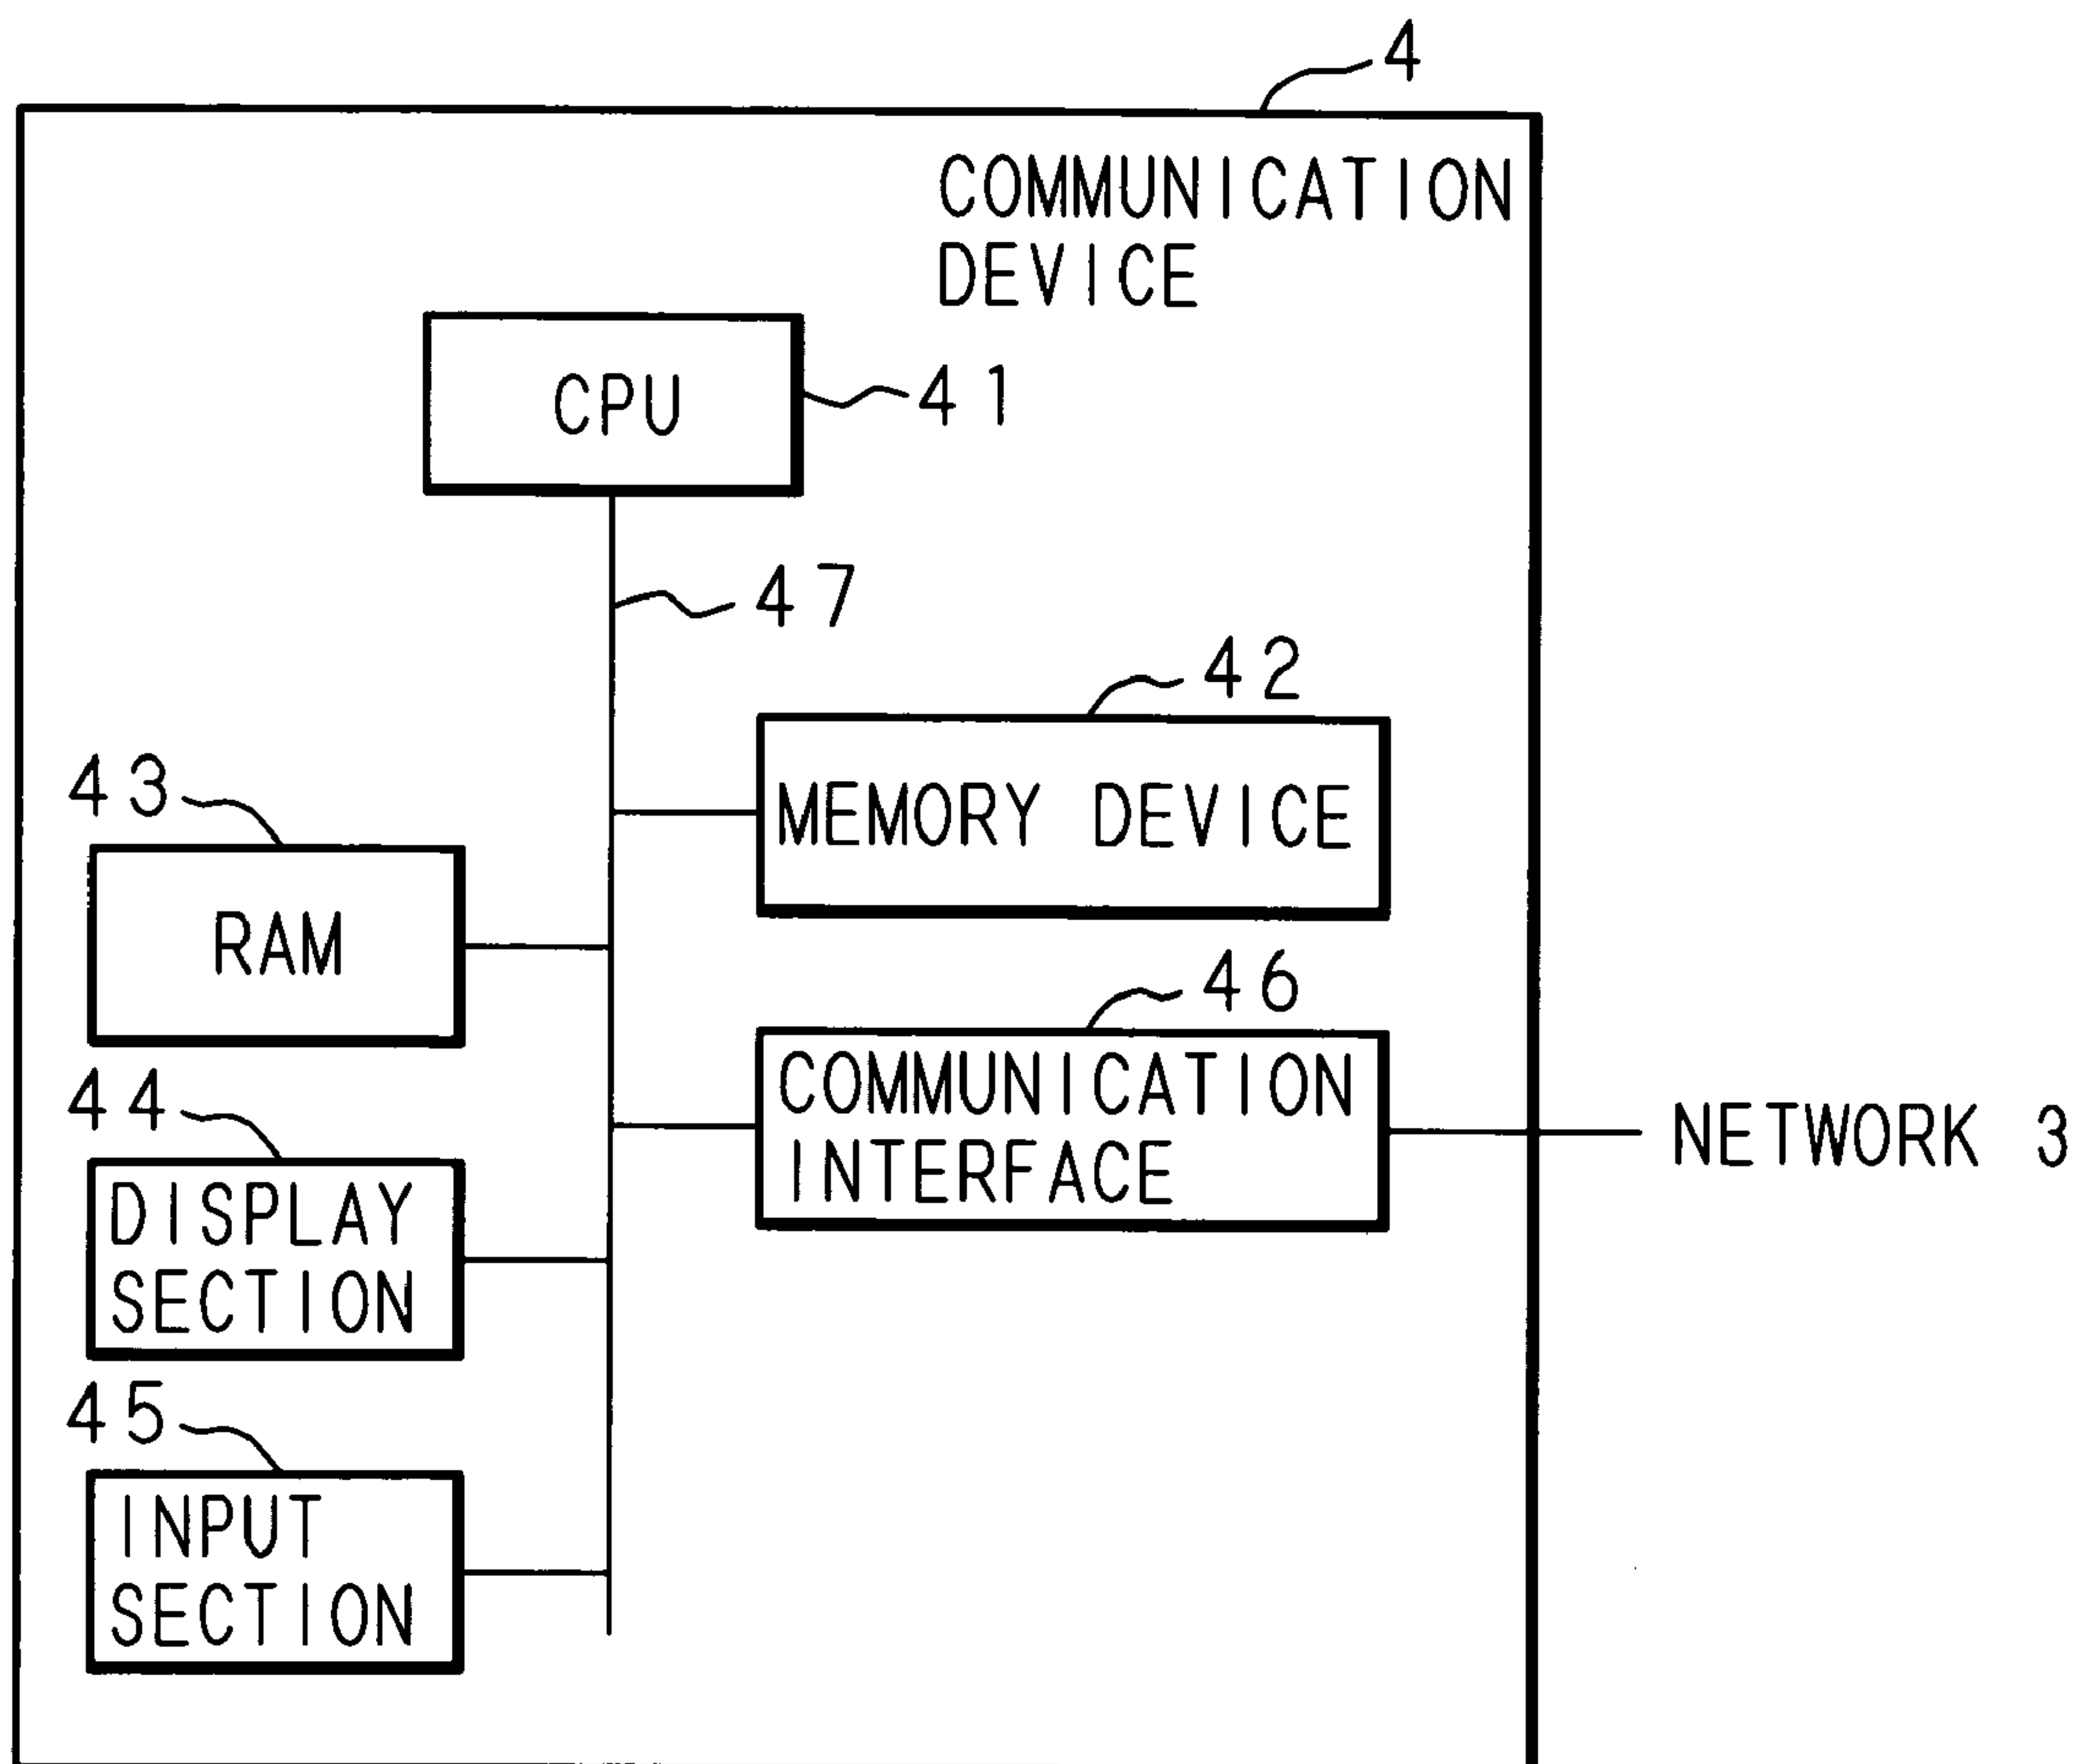 4
COMMUNICATION
DEVICE
CPU
41
47
42
MEMORY DEVICE
43
RAM
46
COMMUNICATION
INTERFACE
NETWORK 3
44
DISPLAY
SECTION
45
INPUT
SECTION